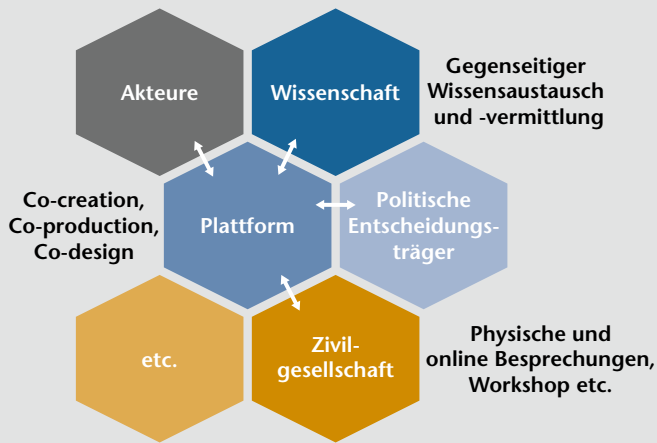 Akteure
Wissenschaft
Gegenseitiger
Wissensaustausch
und -vermittlung
Co-creation,
Co-production,
Co-design
Plattform
Politische
Entscheidungs-
träger
etc.
Zivil-
gesellschaft
Physische und
online Besprechungen,
Workshop etc.